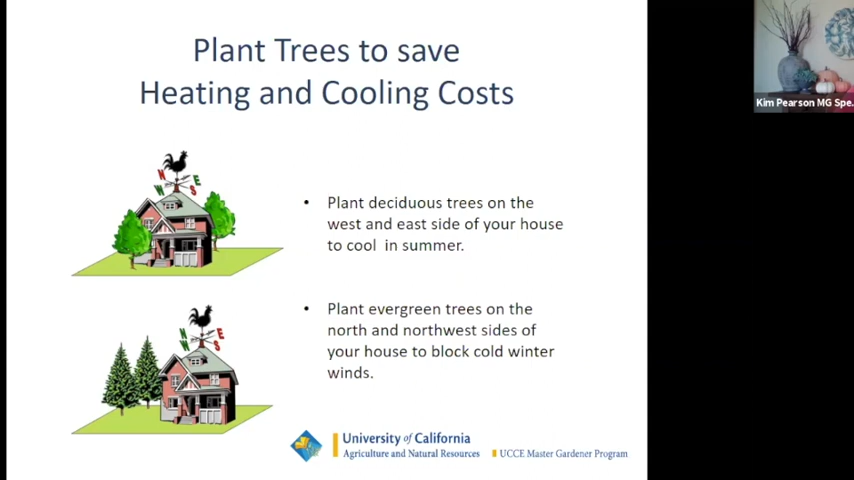 Plant Trees to save
Heating and Cooling Costs
N
E
W
S
• Plant deciduous trees on the
west and east side of your house
to cool in summer.
N
E
W
S
• Plant evergreen trees on the
north and northwest sides of
your house to block cold winter
winds.
University of California
Agriculture and Natural Resources
UCCE Master Gardener Program
Kim Pearson MG Spe...